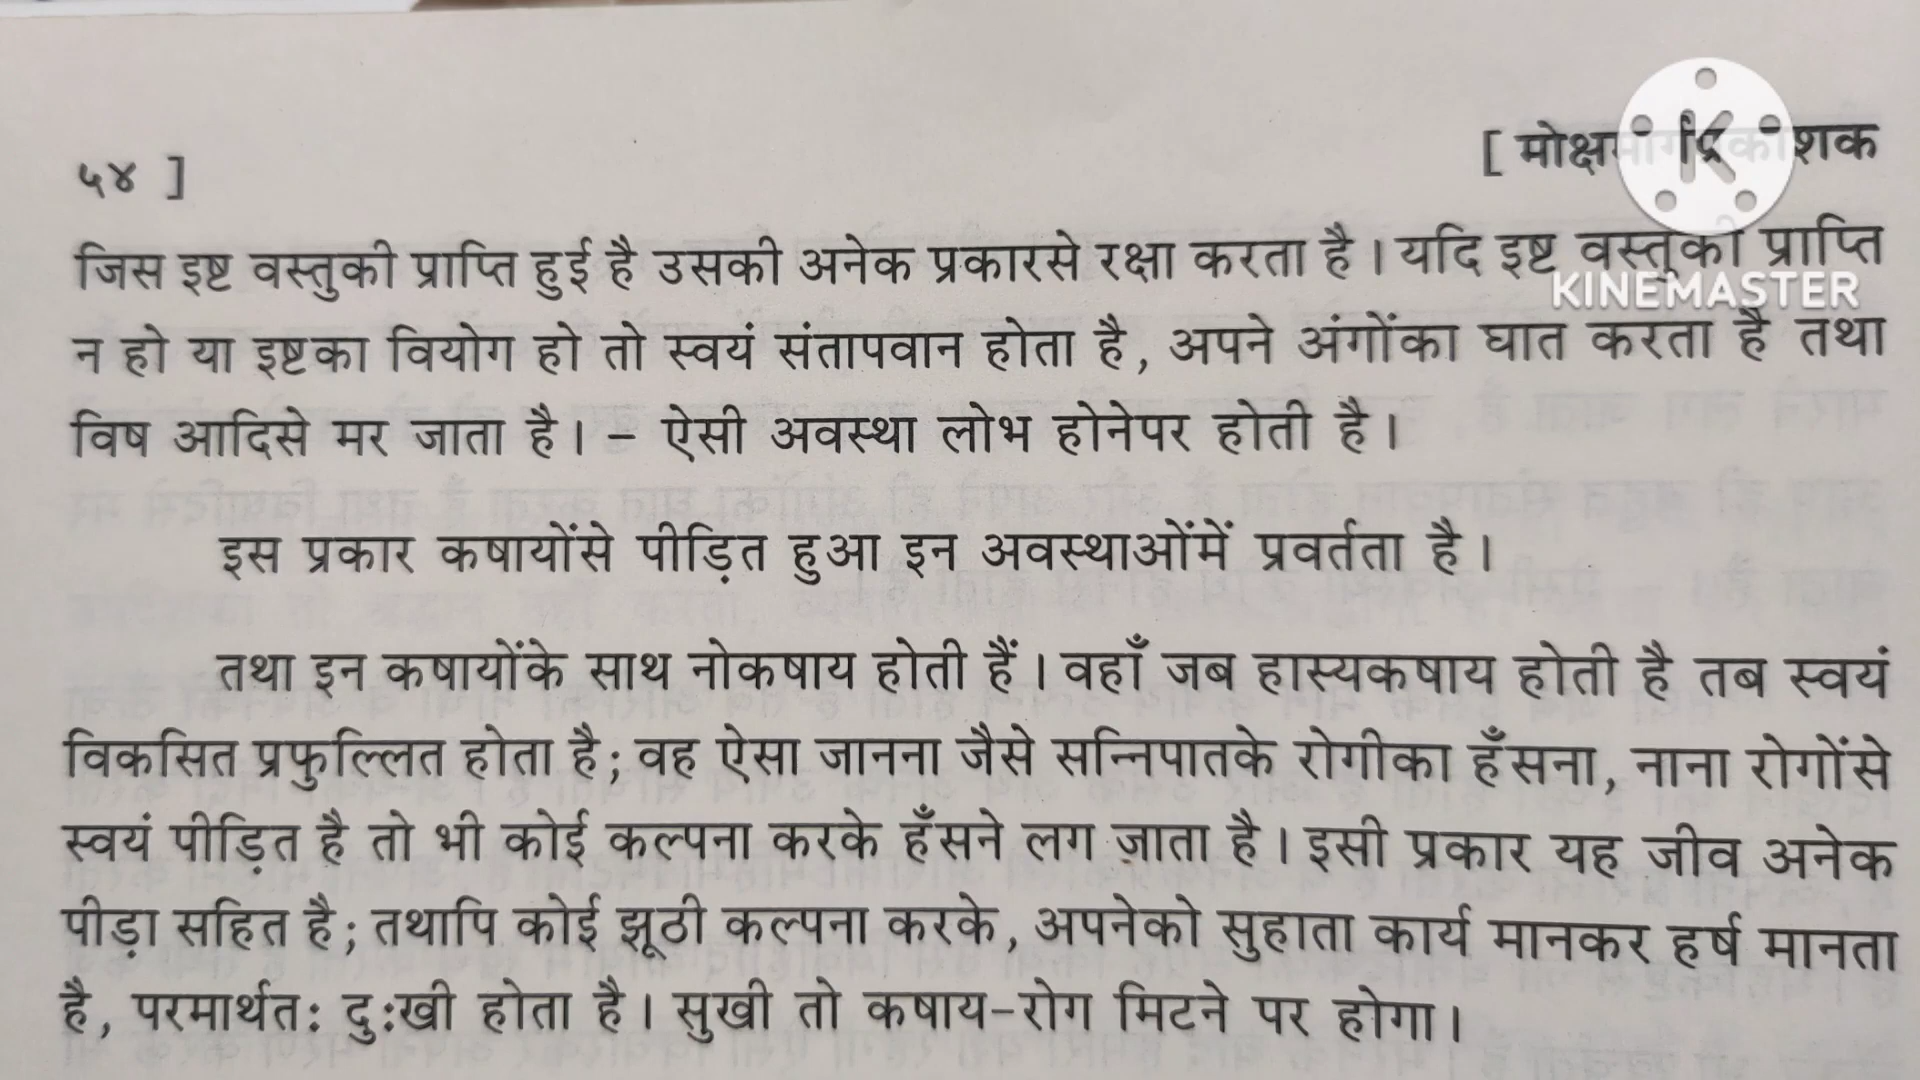 ५४ ]
[ मोक्षमार्गप्रकाशक
जिस इष्ट वस्तुकी प्राप्ति हुई है उसकी अनेक प्रकारसे रक्षा करता है। यदि इष्ट वस्तुकी प्राप्ति
KINEMASTER
न हो या इष्टका वियोग हो तो स्वयं संतापवान होता है, अपने अंगोंका घात करता है तथा
विष आदिसे मर जाता है। – ऐसी अवस्था लोभ होनेपर होती है।
इस प्रकार कषायोंसे पीड़ित हुआ इन अवस्थाओंमें प्रवर्तता है।
तथा इन कषायोंके साथ नोकषाय होती हैं। वहाँ जब हास्यकषाय होती है तब स्वयं
विकसित प्रफुल्लित होता है; वह ऐसा जानना जैसे सन्निपातके रोगीका हँसना, नाना रोगोंसे
स्वयं पीड़ित है तो भी कोई कल्पना करके हँसने लग ज़ाता है। इसी प्रकार यह जीव अनेक
पीड़ा सहित है; तथापि कोई झूठी कल्पना करके, अपनेको सुहाता कार्य मानकर हर्ष मानता
है, परमार्थतः दुःखी होता है। सुखी तो कषाय-रोग मिटने पर होगा।